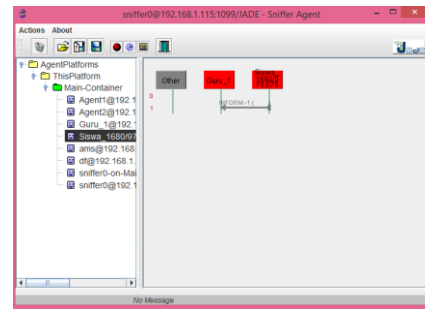 sniffer0@192.168.1.115:1099/JADE - Sniffer Agent
Actions About
AgentPlatforms
ThisPlatform
Main-Container
Agent1@192.1
Agent2@192.1
Guru_1@192.1
Siswa_1680/97
ams@192.168.
df@192.168.1.
sniffer0-on-Mai
sniffer0@192.1
Other
Guru_1
Siswa_
0
1
INFORM-1 (
No Message